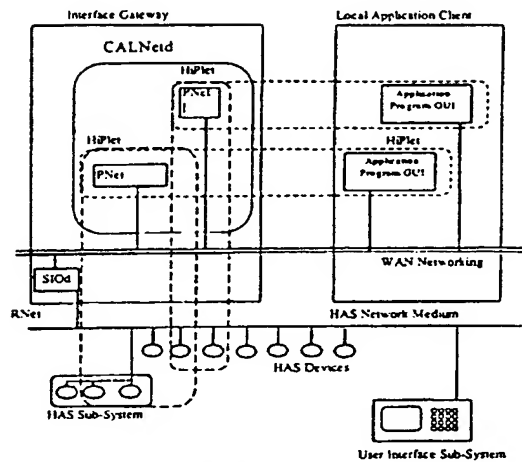 Interface Gateway
Local Application Client
CALNetd
HiPlet
PNet
Application
Program GUI
HiPlet
HiPlet
PNet
Application
Program GUI
WAN Networking
SIOd
RNet
HAS Network Medium
HAS Devices
HAS Sub-System
User Interface Sub-System